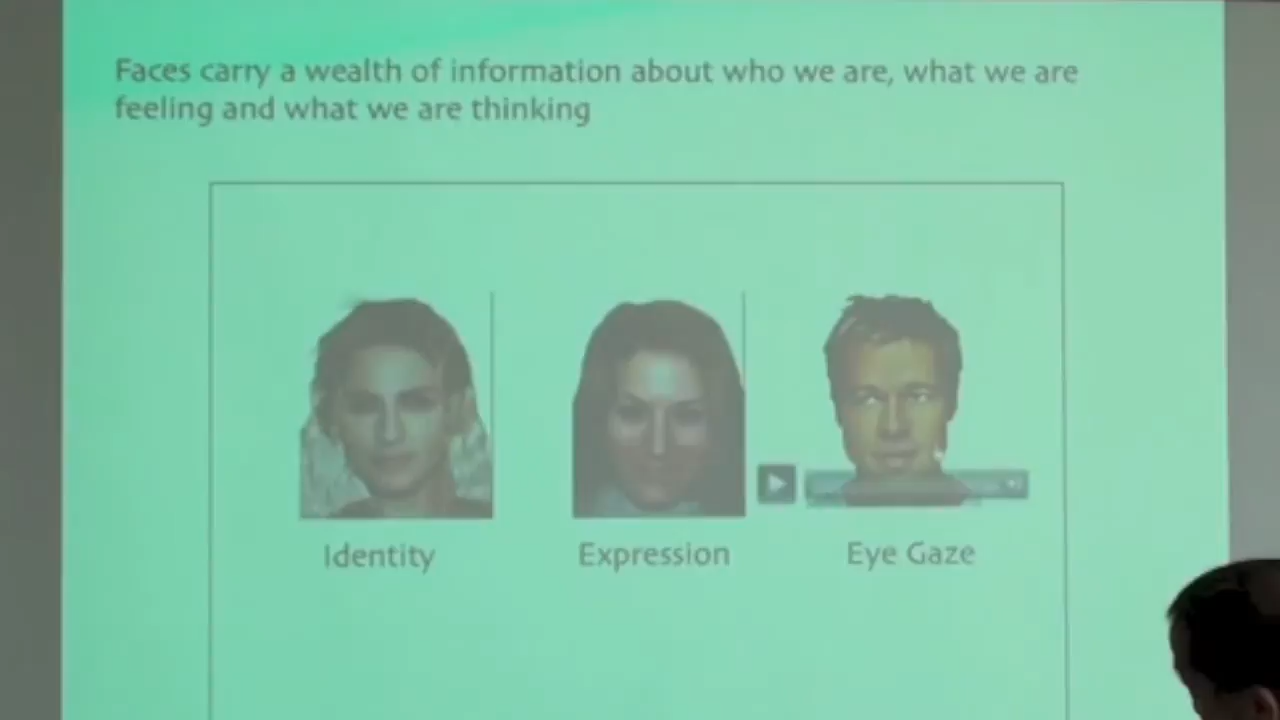 Faces carry a wealth of information about who we are, what we are
feeling and what we are thinking
Identity
Expression
Eye Gaze